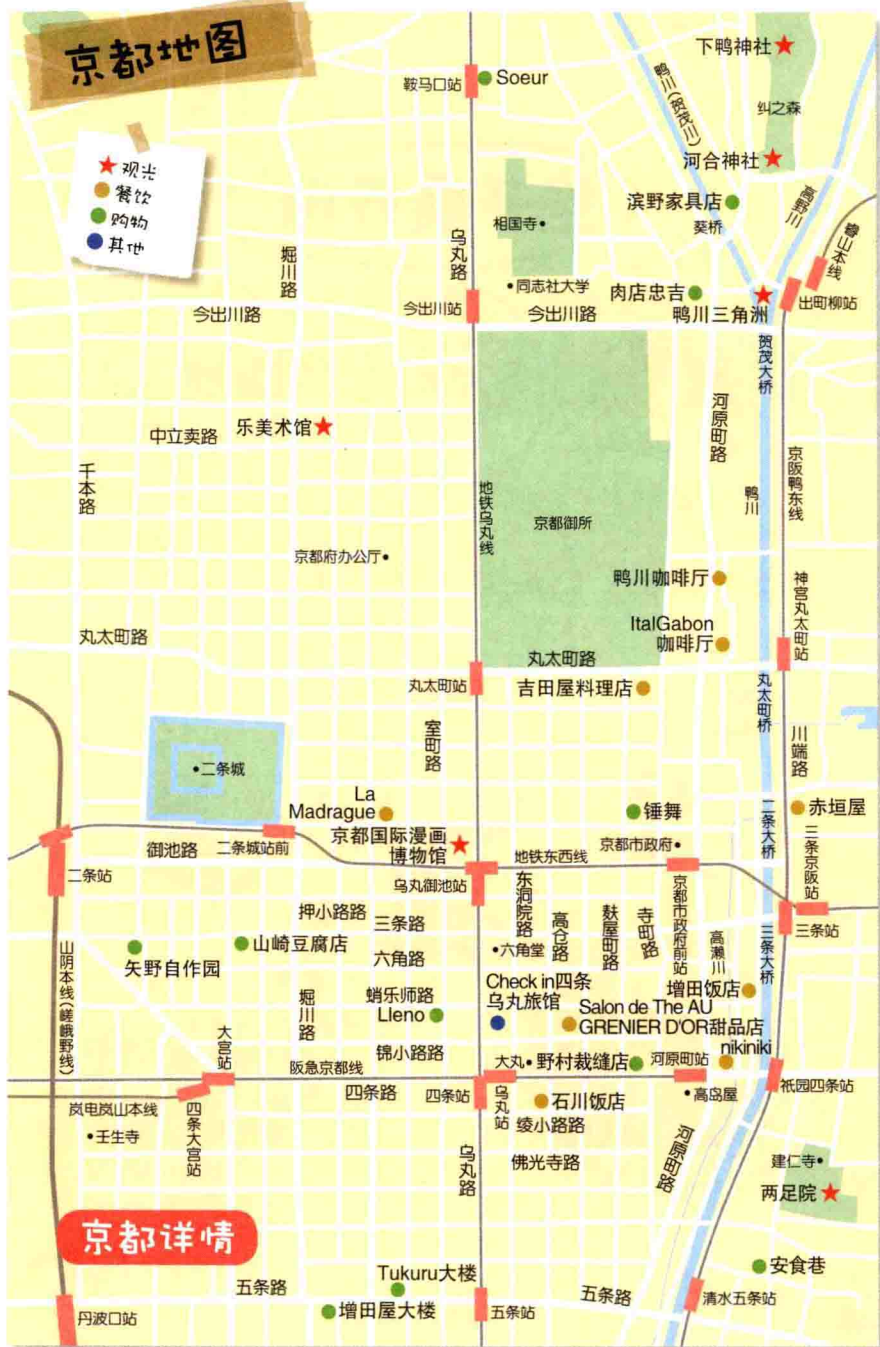 京都地图
观光
餐饮
购物
其他
鞍马口站
Soeur
下鸭神社
鸭川(贺茂川)
纠之森
河合神社
滨野家具店
葵桥
高野川
叡山本线
相国寺
乌丸路
堀川路
同志社大学
肉店忠吉
今出川路
今出川站
今出川路
鸭川三角洲
出町柳站
贺茂大桥
河原町路
中立卖路
乐美术馆
千本路
地铁乌丸线
京都御所
鸭川
京阪鸭东线
京都府办公厅
鸭川咖啡厅
ItalGabon
咖啡厅
神宫丸太町站
丸太町路
丸太町路
丸太町站
吉田屋料理店
丸太町桥
室町路
川端路
二条城
La
Madrague
锤舞
赤垣屋
二条大桥
京都国际漫画
博物馆
御池路
二条城站前
地铁东西线
京都市政府
三条京阪站
二条站
乌丸御池站
东洞院路
高仓路
麸屋町路
寺町路
京都市政府前站
高濑川
三条大桥
三条站
押小路路
三条路
六角堂
矢野自作园
山崎豆腐店
六角路
山阴本线(嵯峨野线)
堀川路
蛸乐师路
Lleno
Check in四条
乌丸旅馆
增田饭店
Salon de The AU
GRENIER D'OR甜品店
nikiniki
大宫站
锦小路路
阪急京都线
大丸
野村裁缝店
河原町站
四条路
四条站
乌丸站
高岛屋
祇园四条站
岚电岚山本线
四条大宫站
石川饭店
绫小路路
壬生寺
乌丸路
佛光寺路
河原町路
建仁寺
两足院
京都详情
安食巷
Tukuru大楼
五条路
五条路
增田屋大楼
五条站
清水五条站
丹波口站